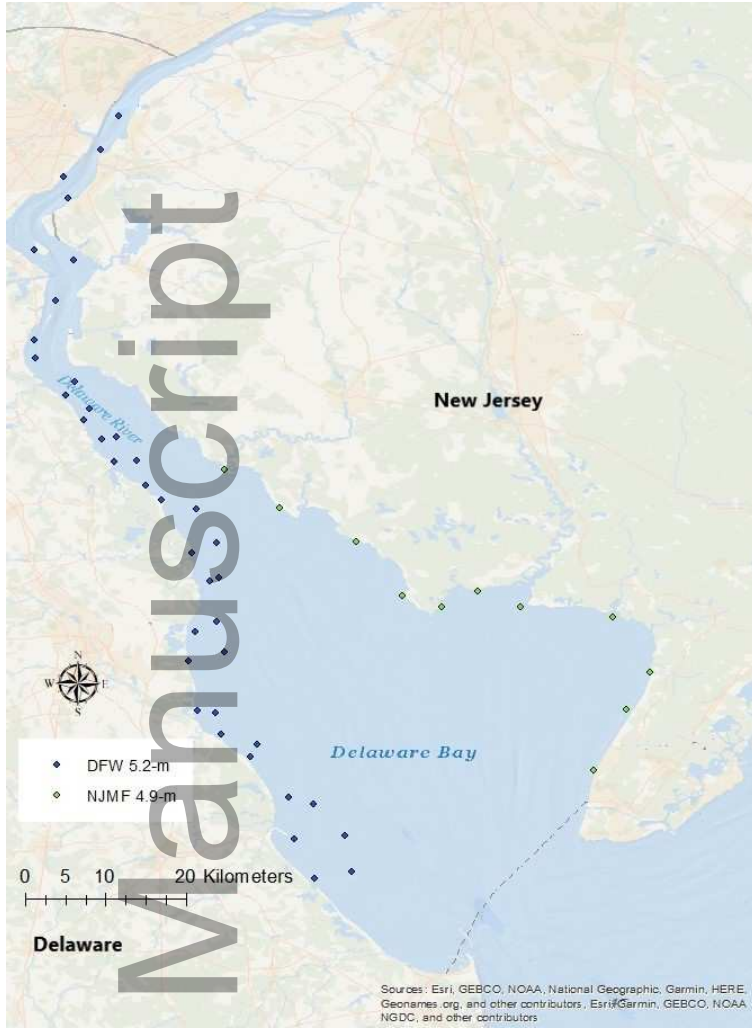 Manuscript
Delaware River
New Jersey
N
W E
S
Delaware Bay
DFW 5.2-m
NJMF 4.9-m
0 5 10 20 Kilometers
Delaware
Sources: Esri, GEBCO, NOAA, National Geographic, Garmin, HERE,
Geonames.org, and other contributors, Esri, Garmin, GEBCO, NOAA
NGDC, and other contributors